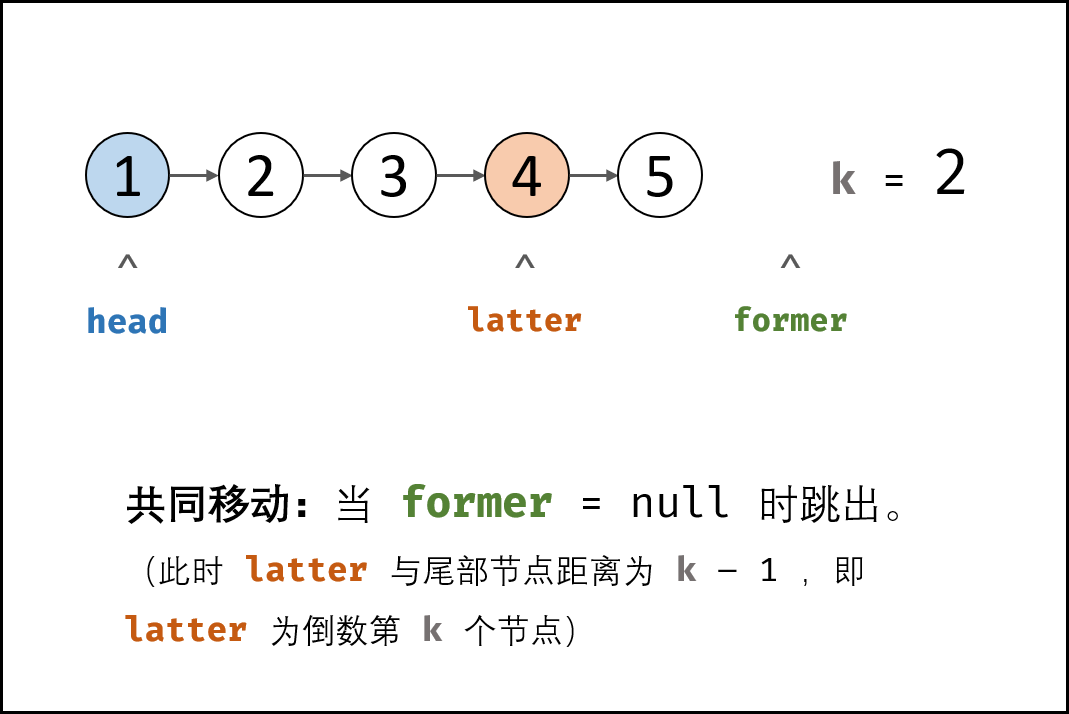 1 2 3 4 5 k = 2
^ ^ ^
head latter former
共同移动：当 former = null 时跳出。
（此时 latter 与尾部节点距离为 k − 1 ，即
latter 为倒数第 k 个节点）